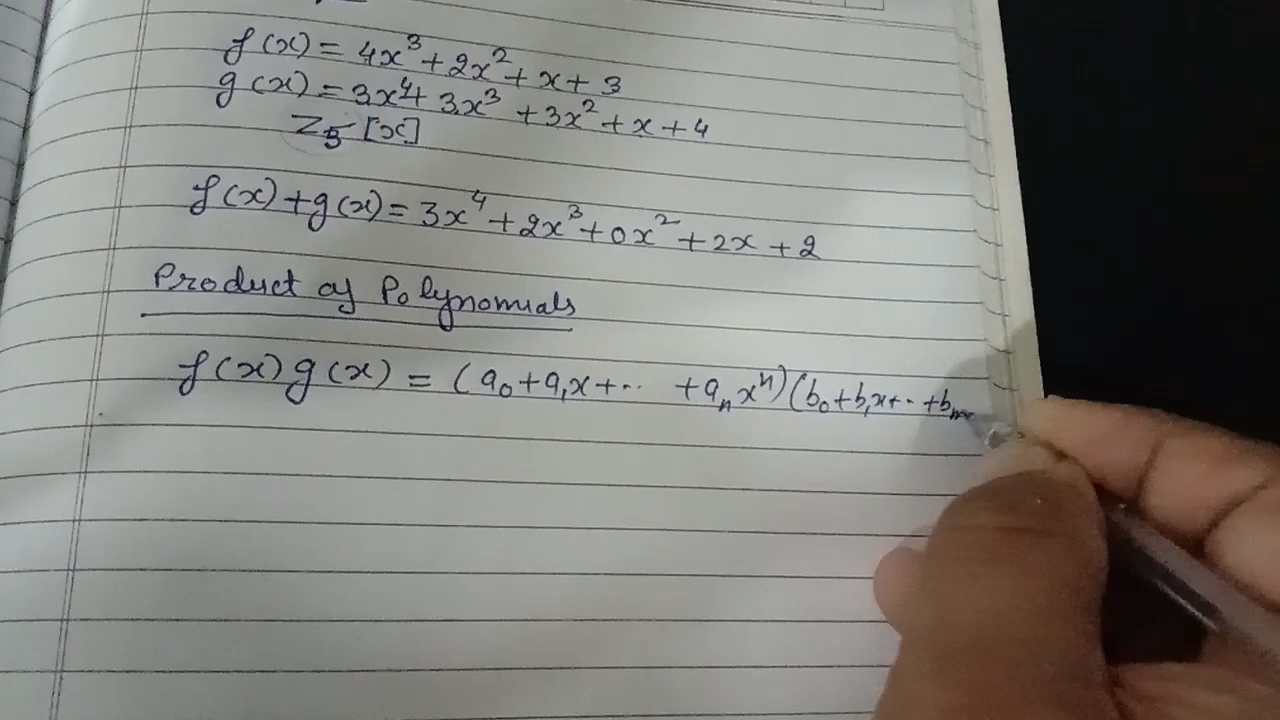 f(x) = 4x³ + 2x² + x + 3
g(x) = 3x⁴ + 3x³ + 3x² + x + 4
Z₅[x]
f(x) + g(x) = 3x⁴ + 2x³ + 0x² + 2x + 2
Product of Polynomials
f(x) g(x) = (a₀ + a₁x + ·· + aₙxⁿ) (b₀ + b₁x + ·· + bₘ